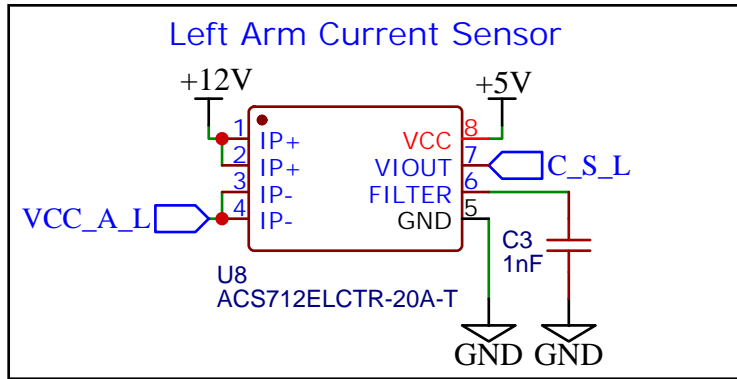 Left Arm Current Sensor
+12V
+5V
1 IP+ VCC 8
2 IP+ VIOUT 7 C_S_L
3 IP- FILTER 6
VCC_A_L 4 IP- GND 5
C3
1nF
U8
ACS712ELCTR-20A-T
GND GND